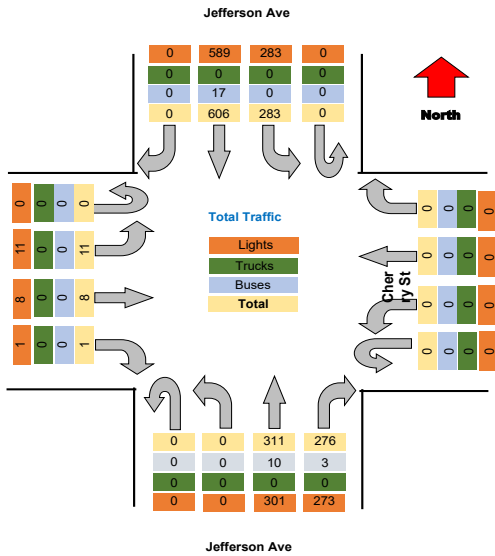 Jefferson Ave
0 589 283 0
0 0 0 0
0 17 0 0
0 606 283 0
North
0 0 0 0
11 0 0 11
8 0 0 8
1 0 0 1
Total Traffic
Lights
Trucks
Buses
Total
Cher
ry St
0 0 0 0
0 0 0 0
0 0 0 0
0 0 0 0
0 0 311 276
0 0 10 3
0 0 0 0
0 0 301 273
Jefferson Ave